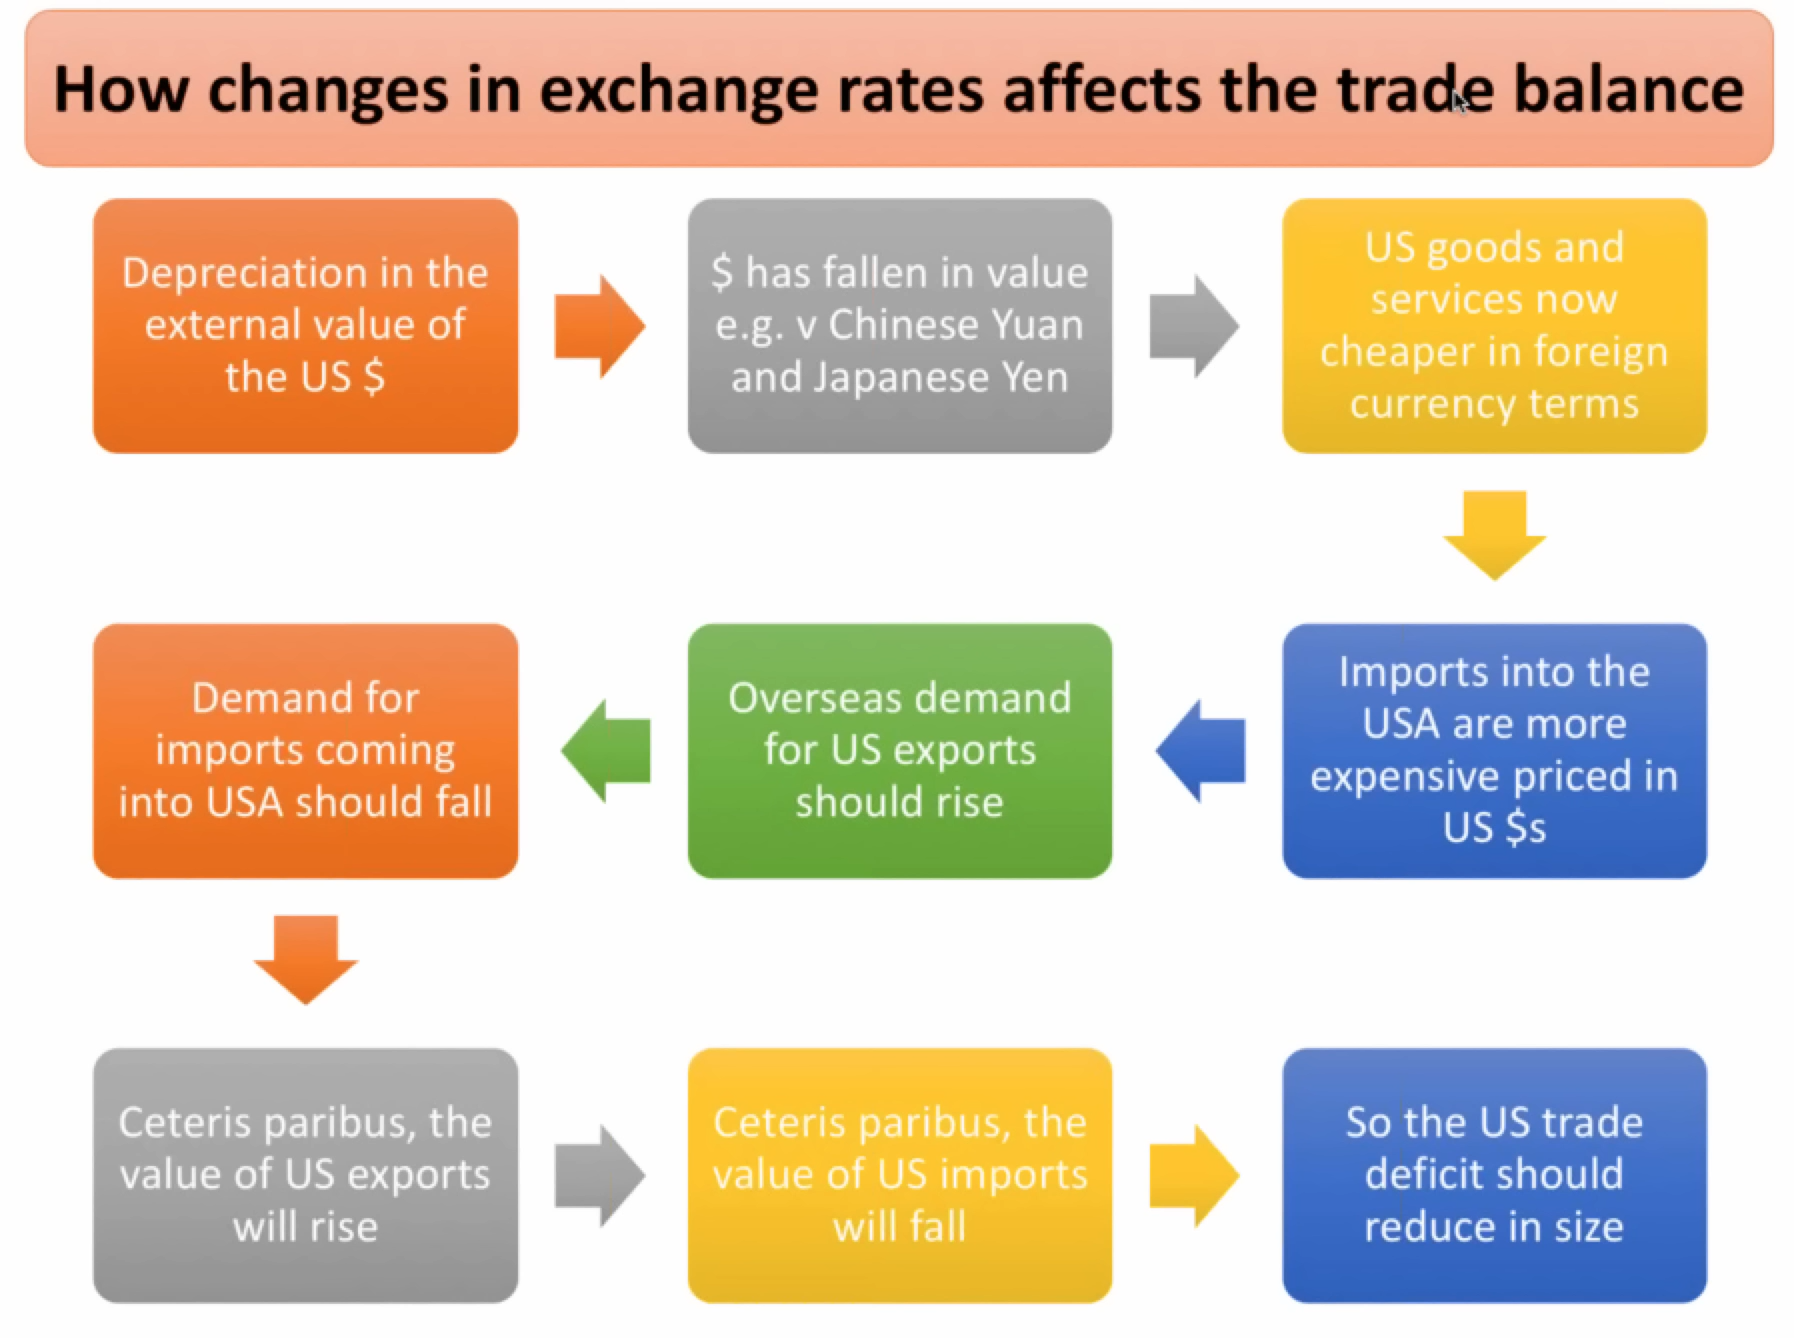 How changes in exchange rates affects the trade balance
Depreciation in the
external value of
the US $
$ has fallen in value
e.g. v Chinese Yuan
and Japanese Yen
US goods and
services now
cheaper in foreign
currency terms
Imports into the
USA are more
expensive priced in
US $s
Overseas demand
for US exports
should rise
Demand for
imports coming
into USA should fall
Ceteris paribus, the
value of US exports
will rise
Ceteris paribus, the
value of US imports
will fall
So the US trade
deficit should
reduce in size